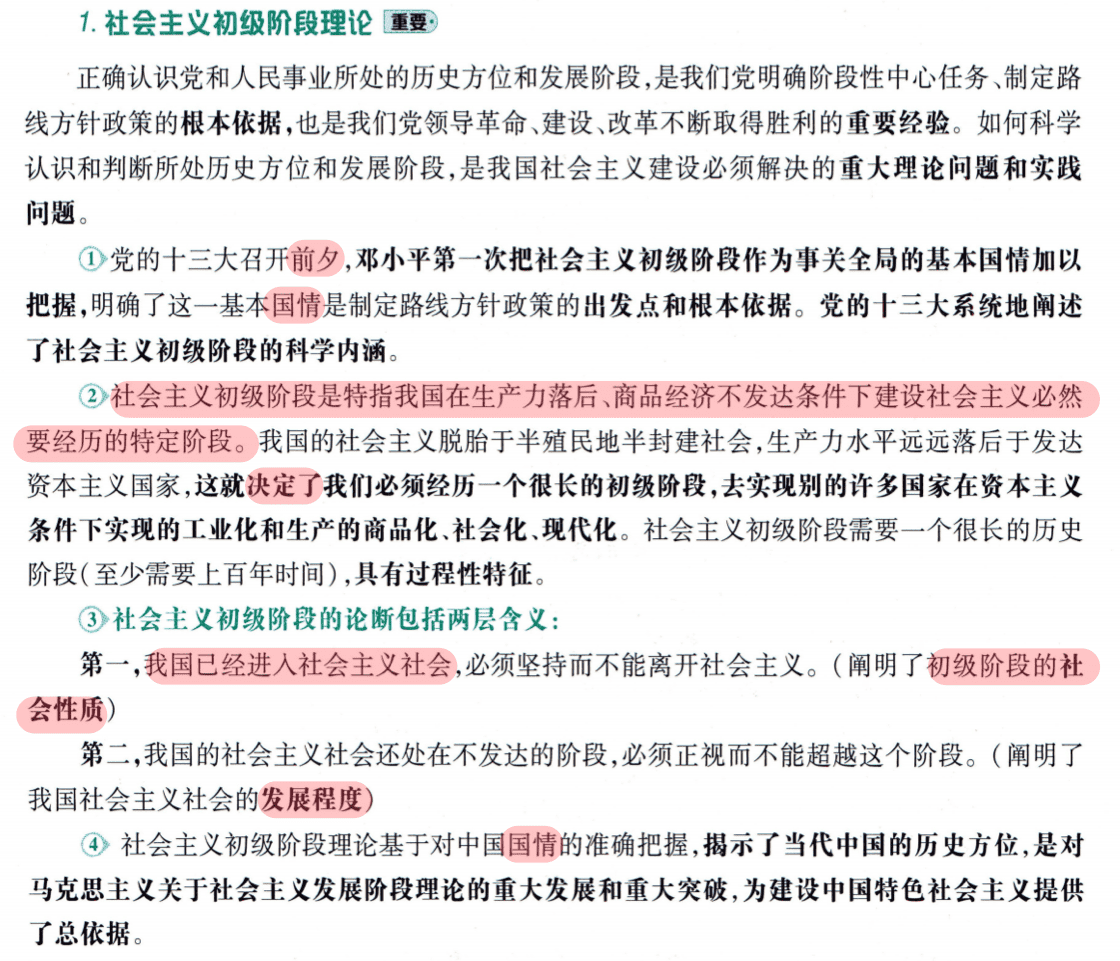 1. 社会主义初级阶段理论 重要
正确认识党和人民事业所处的历史方位和发展阶段,是我们党明确阶段性中心任务、制定路
线方针政策的根本依据,也是我们党领导革命、建设、改革不断取得胜利的重要经验。如何科学
认识和判断所处历史方位和发展阶段,是我国社会主义建设必须解决的重大理论问题和实践
问题。
①党的十三大召开前夕,邓小平第一次把社会主义初级阶段作为事关全局的基本国情加以
把握,明确了这一基本国情是制定路线方针政策的出发点和根本依据。党的十三大系统地阐述
了社会主义初级阶段的科学内涵。
②社会主义初级阶段是特指我国在生产力落后、商品经济不发达条件下建设社会主义必然
要经历的特定阶段。我国的社会主义脱胎于半殖民地半封建社会,生产力水平远远落后于发达
资本主义国家,这就决定了我们必须经历一个很长的初级阶段,去实现别的许多国家在资本主义
条件下实现的工业化和生产的商品化、社会化、现代化。社会主义初级阶段需要一个很长的历史
阶段(至少需要上百年时间),具有过程性特征。
③社会主义初级阶段的论断包括两层含义:
第一,我国已经进入社会主义社会,必须坚持而不能离开社会主义。(阐明了初级阶段的社
会性质)
第二,我国的社会主义社会还处在不发达的阶段,必须正视而不能超越这个阶段。(阐明了
我国社会主义社会的发展程度)
④ 社会主义初级阶段理论基于对中国国情的准确把握,揭示了当代中国的历史方位,是对
马克思主义关于社会主义发展阶段理论的重大发展和重大突破,为建设中国特色社会主义提供
了总依据。